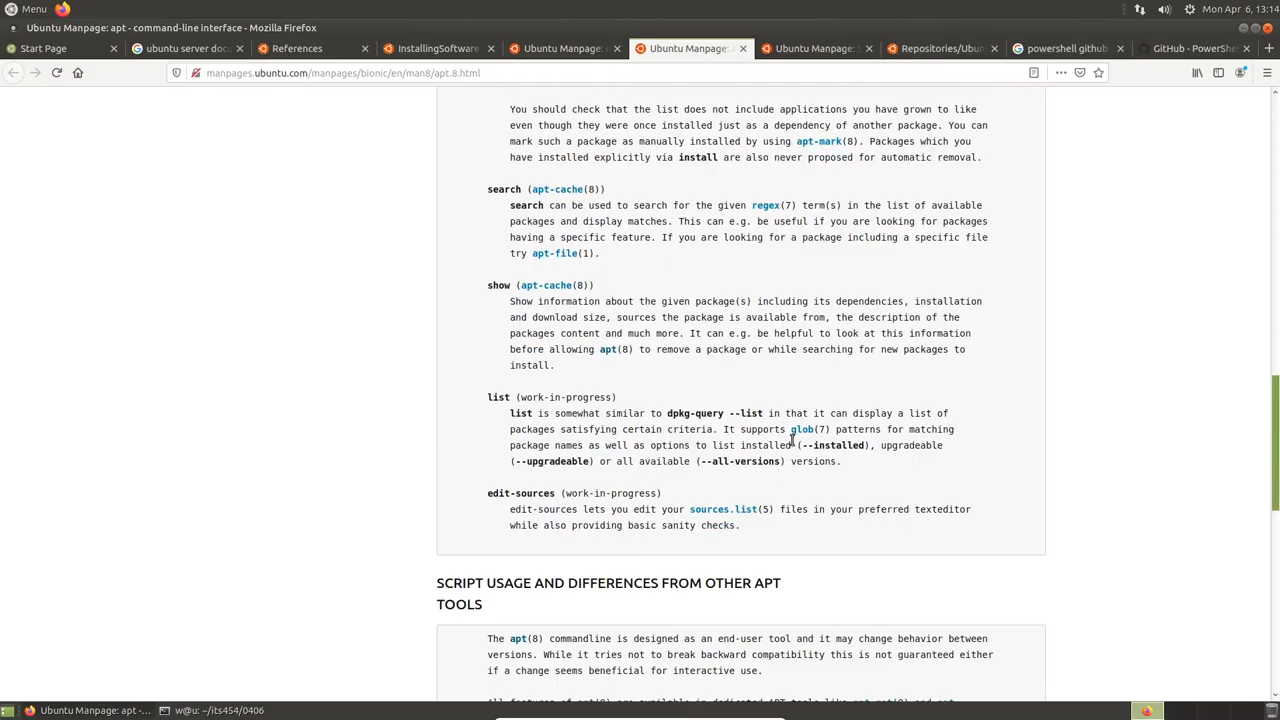 Menu
Mon Apr 6, 13:14
Ubuntu Manpage: apt - command-line interface - Mozilla Firefox
Start Page
ubuntu server doc
References
InstallingSoftware
Ubuntu Manpage:
Ubuntu Manpage:
Ubuntu Manpage:
Repositories/Ubun
powershell github
GitHub - PowerShe
manpages.ubuntu.com/manpages/bionic/en/man8/apt.8.html
You should check that the list does not include applications you have grown to like
even though they were once installed just as a dependency of another package. You can
mark such a package as manually installed by using apt-mark(8). Packages which you
have installed explicitly via install are also never proposed for automatic removal.
search (apt-cache(8))
search can be used to search for the given regex(7) term(s) in the list of available
packages and display matches. This can e.g. be useful if you are looking for packages
having a specific feature. If you are looking for a package including a specific file
try apt-file(1).
show (apt-cache(8))
Show information about the given package(s) including its dependencies, installation
and download size, sources the package is available from, the description of the
packages content and much more. It can e.g. be helpful to look at this information
before allowing apt(8) to remove a package or while searching for new packages to
install.
list (work-in-progress)
list is somewhat similar to dpkg-query --list in that it can display a list of
packages satisfying certain criteria. It supports glob(7) patterns for matching
package names as well as options to list installed (--installed), upgradeable
(--upgradeable) or all available (--all-versions) versions.
edit-sources (work-in-progress)
edit-sources lets you edit your sources.list(5) files in your preferred texteditor
while also providing basic sanity checks.
SCRIPT USAGE AND DIFFERENCES FROM OTHER APT
TOOLS
The apt(8) commandline is designed as an end-user tool and it may change behavior between
versions. While it tries not to break backward compatibility this is not guaranteed either
if a change seems beneficial for interactive use.
Ubuntu Manpage: apt -...
w@u: ~/its454/0406